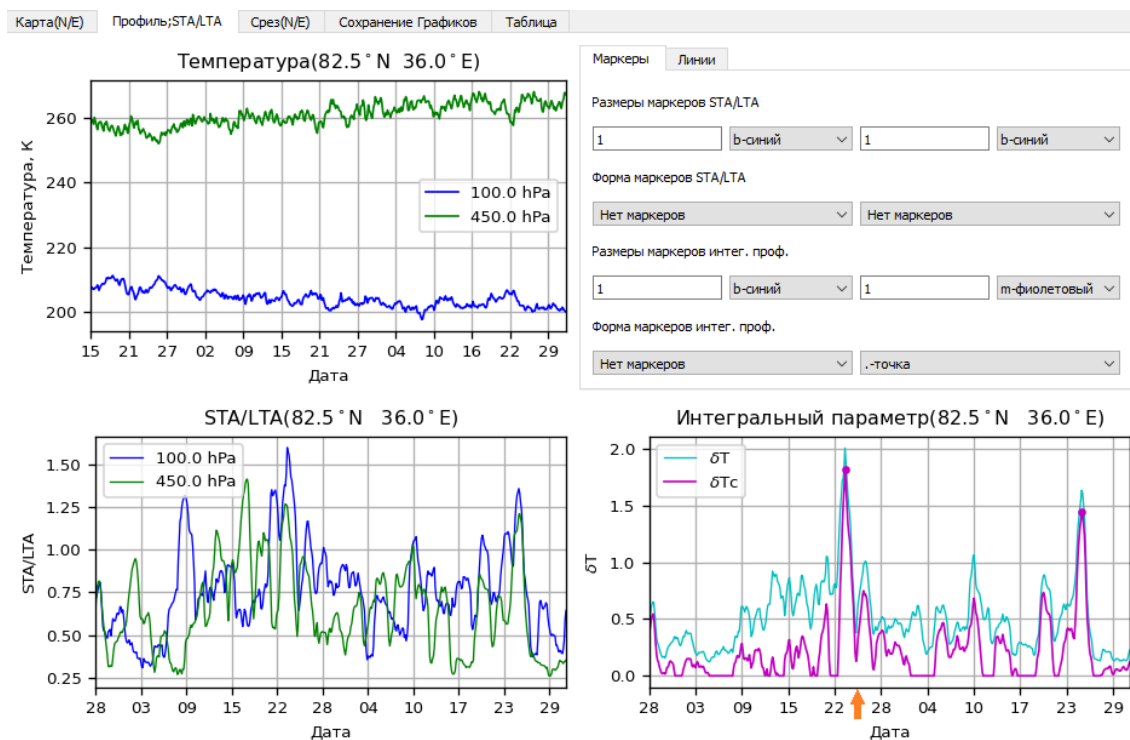 Карта(N/E) Профиль;STA/LTA Срез(N/E) Сохранение Графиков Таблица
Температура(82.5°N 36.0°E)
Температура, K
260
240
220
200
100.0 hPa
450.0 hPa
15 21 27 02 09 15 21 27 04 10 16 22 29
Дата
Маркеры Линии
Размеры маркеров STA/LTA
1 b-синий 1 b-синий
Форма маркеров STA/LTA
Нет маркеров Нет маркеров
Размеры маркеров интег. проф.
1 b-синий 1 m-фиолетовый
Форма маркеров интег. проф.
Нет маркеров .-точка
STA/LTA(82.5°N 36.0°E)
STA/LTA
1.50
1.25
1.00
0.75
0.50
0.25
100.0 hPa
450.0 hPa
28 03 09 15 22 28 04 10 17 23 29
Дата
Интегральный параметр(82.5°N 36.0°E)
δT
2.0
1.5
1.0
0.5
0.0
δT
δTc
28 03 09 15 22 28 04 10 17 23 29
Дата